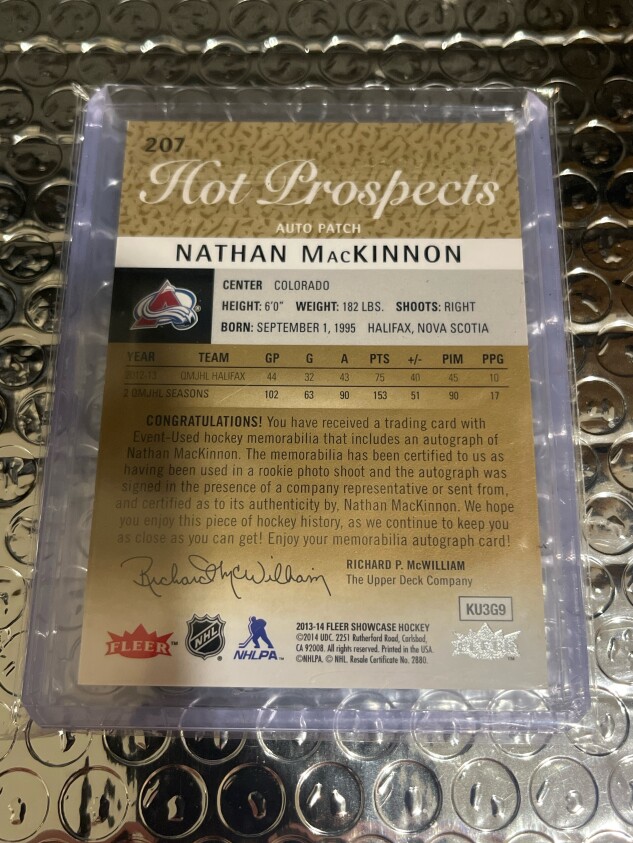 207
Hot Prospects
AUTO PATCH
NATHAN MacKINNON
CENTER COLORADO
HEIGHT: 6'0" WEIGHT: 182 LBS. SHOOTS: RIGHT
BORN: SEPTEMBER 1, 1995 HALIFAX, NOVA SCOTIA
YEAR TEAM GP G A PTS +/- PIM PPG
2012-13 QMJHL HALIFAX 44 32 43 75 40 45 10
2 QMJHL SEASONS 102 63 90 153 51 90 17
CONGRATULATIONS! You have received a trading card with
Event-Used hockey memorabilia that includes an autograph of
Nathan MacKinnon. The memorabilia has been certified to us as
having been used in a rookie photo shoot and the autograph was
signed in the presence of a company representative or sent from,
and certified as to its authenticity by, Nathan MacKinnon. We hope
you enjoy this piece of hockey history, as we continue to keep you
as close as you can get! Enjoy your memorabilia autograph card!
Richard McWilliam
RICHARD P. McWILLIAM
The Upper Deck Company
KU3G9
FLEER™
NHL
NHLPA™
2013-14 FLEER SHOWCASE HOCKEY
©2014 UDC. 2251 Rutherford Road, Carlsbad,
CA 92008. All rights reserved. Printed in the USA.
©NHLPA. © NHL. Resale Certificate No. 2880.
FLEER™